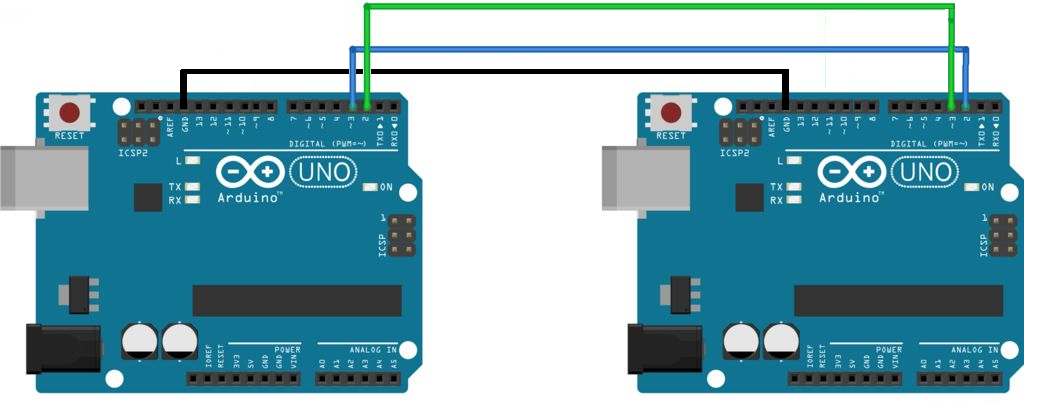 RESET
ICSP2
AREF
GND
13
12
~11
~10
~9
8
7
~6
~5
4
~3
2
TX0▶1
RX0◀0
DIGITAL (PWM=~)
L
TX
RX
UNO
Arduino™
ON
1
ICSP
IOREF
RESET
3V3
5V
GND
GND
VIN
POWER
A0
A1
A2
A3
A4
A5
ANALOG IN
RESET
ICSP2
AREF
GND
13
12
~11
~10
~9
8
7
~6
~5
4
~3
2
TX0▶1
RX0◀0
DIGITAL (PWM=~)
L
TX
RX
UNO
Arduino™
ON
1
ICSP
IOREF
RESET
3V3
5V
GND
GND
VIN
POWER
A0
A1
A2
A3
A4
A5
ANALOG IN